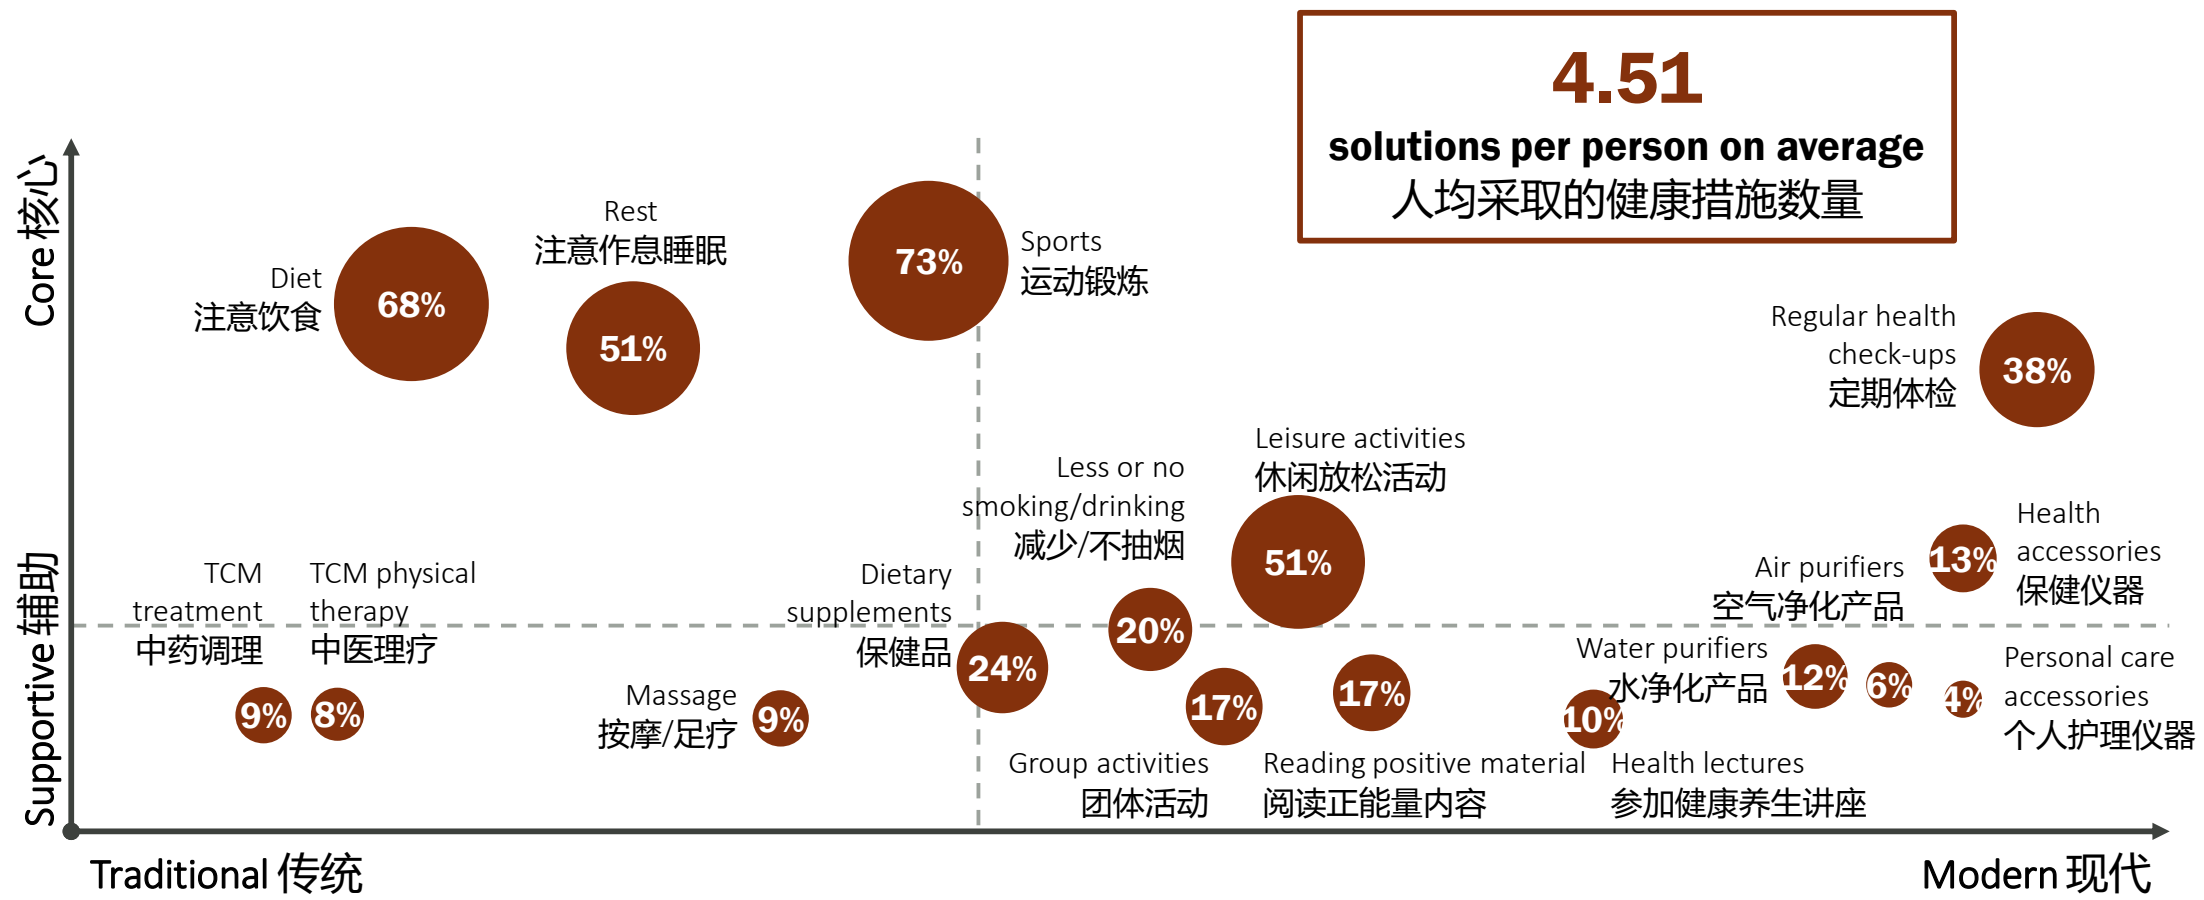 4.51
solutions per person on average
人均采取的健康措施数量
Core 核心
Supportive 辅助
Diet
注意饮食
68%
Rest
注意作息睡眠
51%
73%
Sports
运动锻炼
Regular health
check-ups
定期体检
38%
Leisure activities
休闲放松活动
51%
Less or no
smoking/drinking
减少/不抽烟
20%
Health
accessories
保健仪器
13%
Air purifiers
空气净化产品
6%
TCM
treatment
中药调理
9%
TCM physical
therapy
中医理疗
8%
Dietary
supplements
保健品
24%
Massage
按摩/足疗
9%
17%
Group activities
团体活动
17%
Reading positive material
阅读正能量内容
10%
Health lectures
参加健康养生讲座
Water purifiers
水净化产品
12%
4%
Personal care
accessories
个人护理仪器
Traditional 传统
Modern 现代